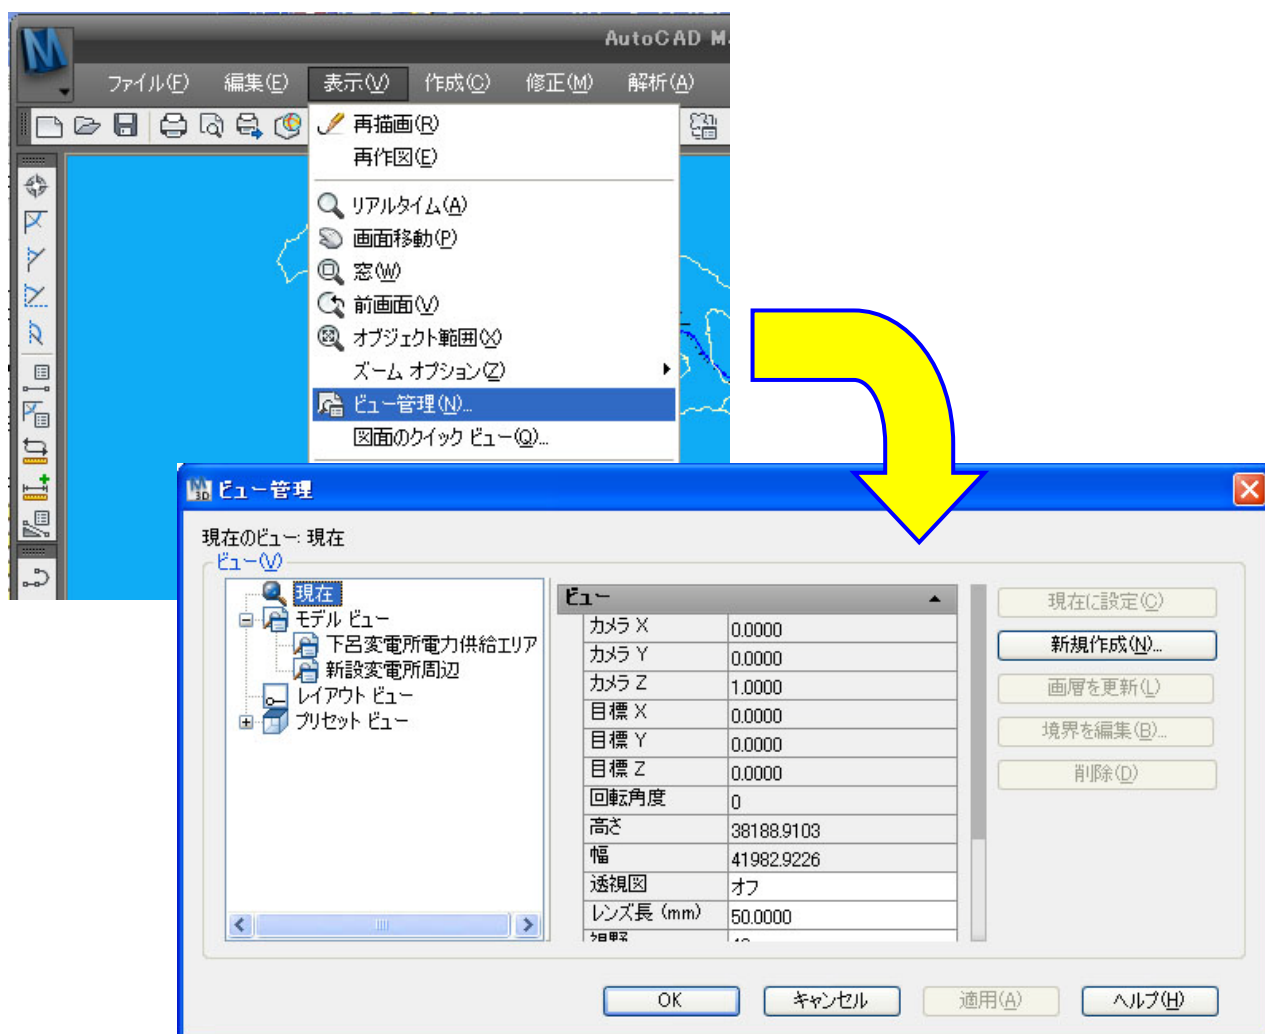 AutoCAD M
ファイル(F) 編集(E) 表示(V) 作成(C) 修正(M) 解析(A)
再描画(R)
再作図(E)
リアルタイム(A)
画面移動(P)
窓(W)
前画面(V)
オブジェクト範囲(X)
ズーム オプション(Z)
ビュー管理(N)...
図面のクイック ビュー(Q)...
ビュー管理
現在のビュー: 現在
ビュー(V)
現在
モデル ビュー
下呂変電所電力供給エリア
新設変電所周辺
レイアウト ビュー
プリセット ビュー
ビュー
カメラ X 0.0000
カメラ Y 0.0000
カメラ Z 1.0000
目標 X 0.0000
目標 Y 0.0000
目標 Z 0.0000
回転角度 0
高さ 38188.9103
幅 41982.9226
透視図 オフ
レンズ長 (mm) 50.0000
現在に設定(C)
新規作成(N)...
画層を更新(L)
境界を編集(B)...
削除(D)
OK キャンセル 適用(A) ヘルプ(H)